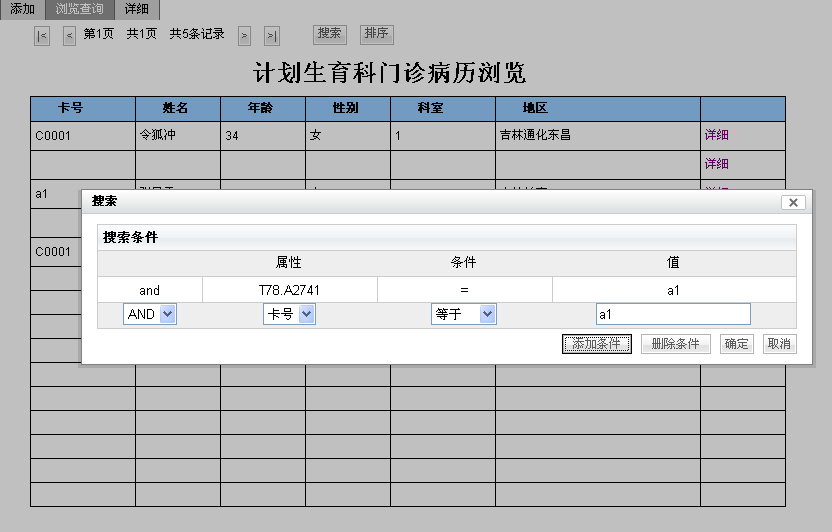 添加 浏览查询 详细
|< < 第1页 共1页 共5条记录 > >| 搜索 排序
计划生育科门诊病历浏览
卡号 姓名 年龄 性别 科室 地区
C0001 令狐冲 34 女 1 吉林通化东昌 详细
详细
a1
搜索
搜索条件
C0001
属性 条件 值
and T78.A2741 = a1
AND 卡号 等于 a1
添加条件 删除条件 确定 取消